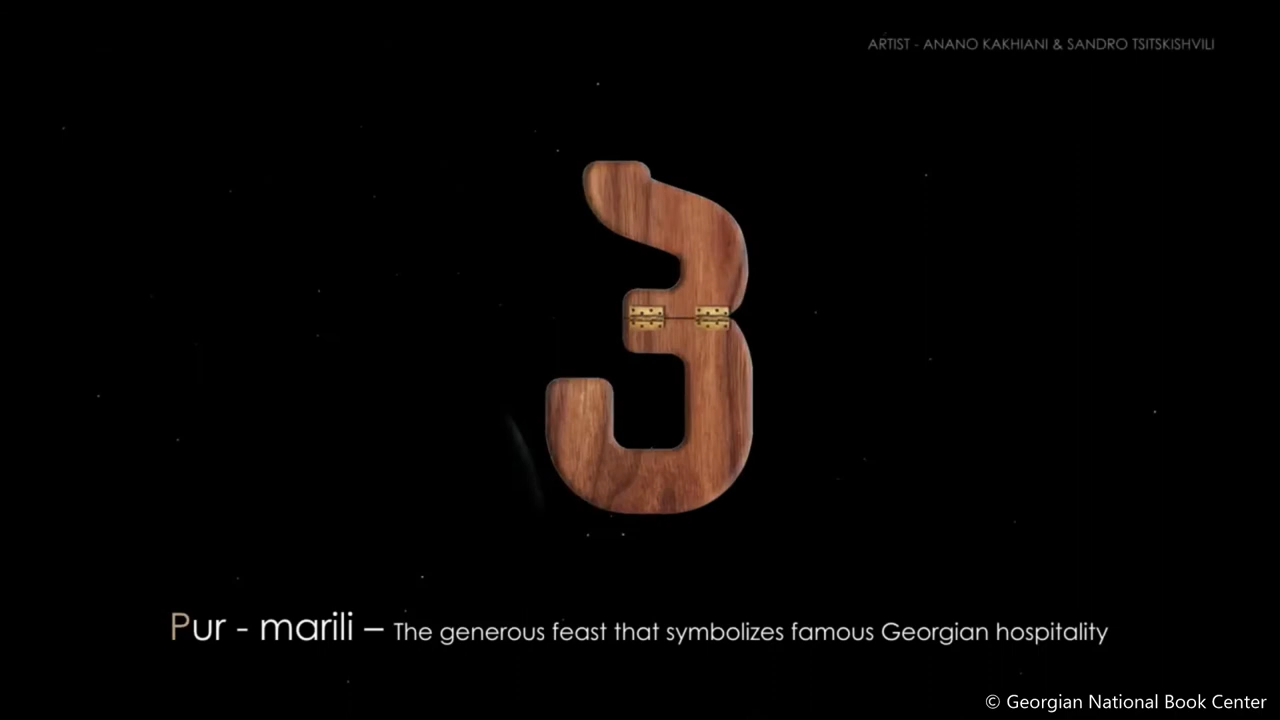 ARTIST - ANANO KAKHIANI & SANDRO TSITSKISHVILI
პ
Pur - marili – The generous feast that symbolizes famous Georgian hospitality
© Georgian National Book Center